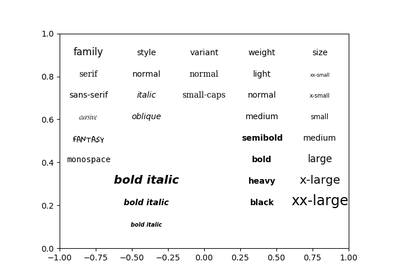 1.0
family style variant weight size
serif normal normal light xx-small
0.8
sans-serif italic small-caps normal x-small
cursive oblique medium small
0.6
FANTASY semibold medium
monospace bold large
0.4
bold italic heavy x-large
bold italic black xx-large
0.2
bold italic
0.0
−1.00 −0.75 −0.50 −0.25 0.00 0.25 0.50 0.75 1.00